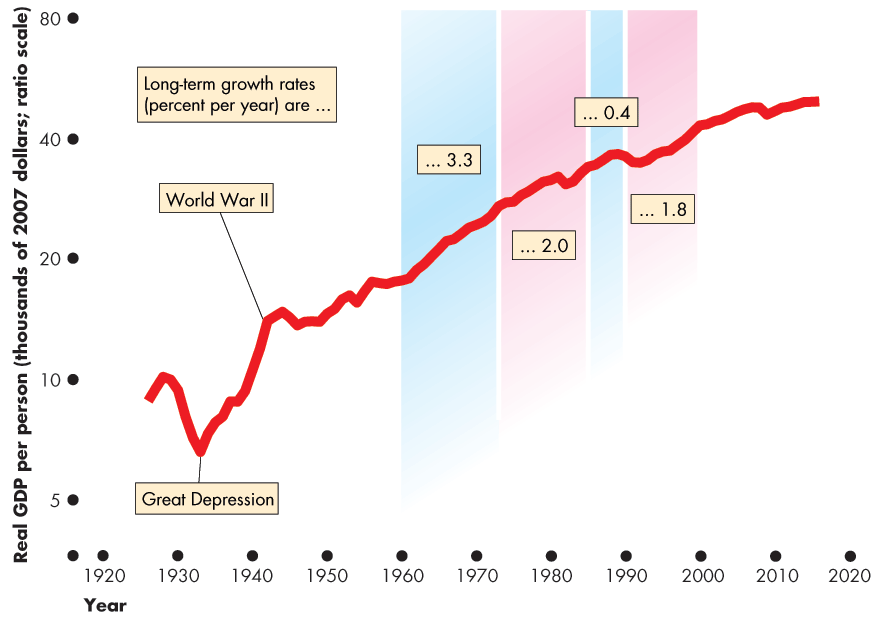 Real GDP per person (thousands of 2007 dollars; ratio scale)
80
40
20
10
5
Long-term growth rates
(percent per year) are ...
World War II
Great Depression
... 3.3
... 2.0
... 0.4
... 1.8
1920 1930 1940 1950 1960 1970 1980 1990 2000 2010 2020
Year